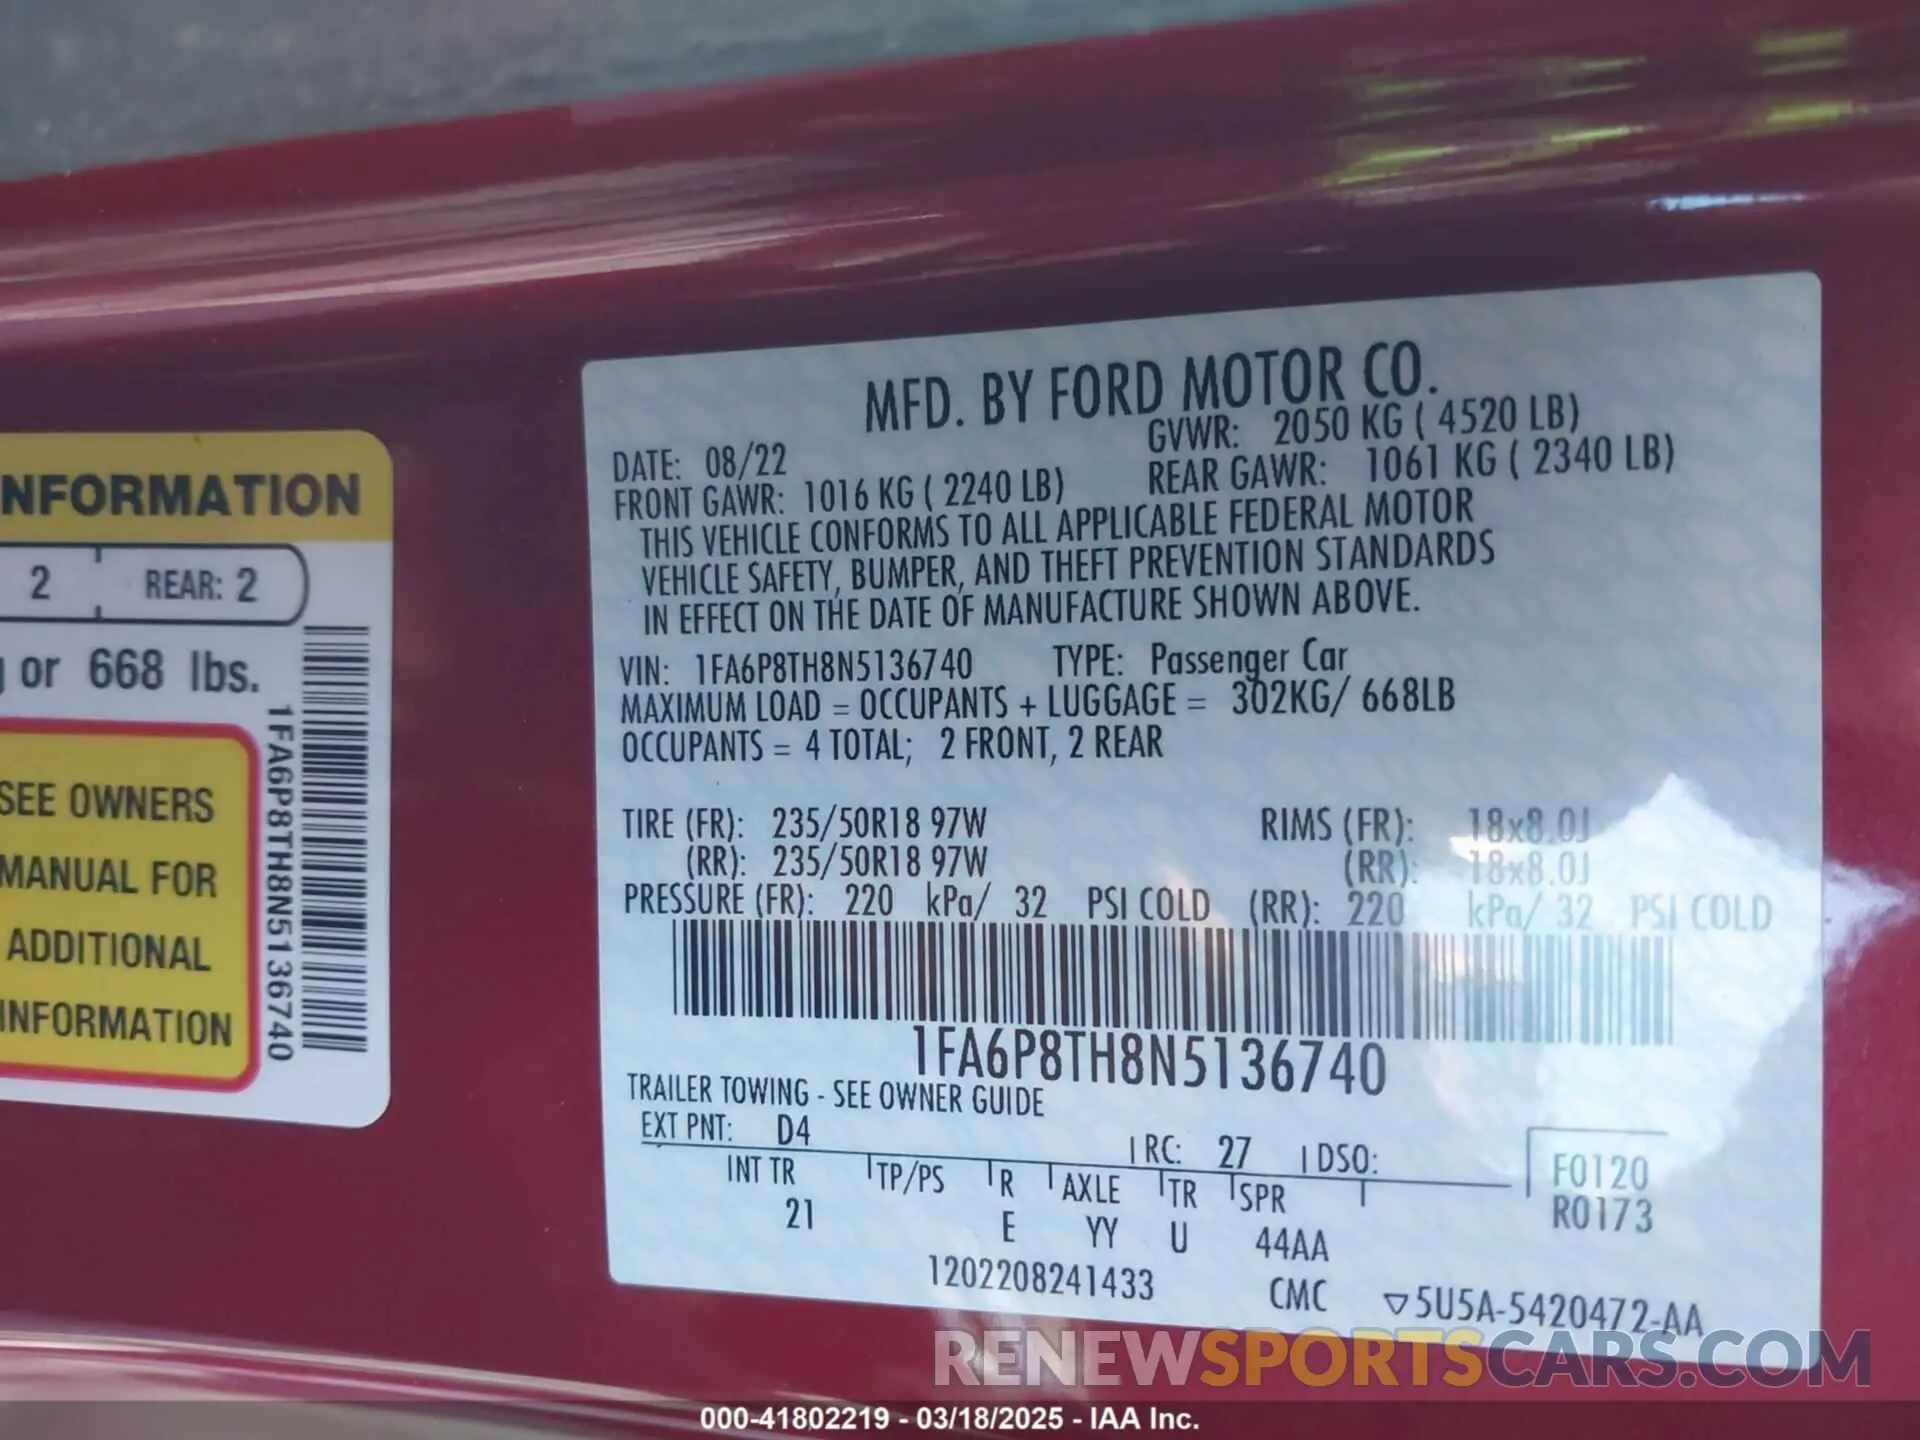 NFORMATION
2 REAR: 2
g or 668 lbs.
SEE OWNERS
MANUAL FOR
ADDITIONAL
INFORMATION
1FA6P8TH8N5136740
MFD. BY FORD MOTOR CO.
DATE: 08/22 GVWR: 2050 KG ( 4520 LB)
FRONT GAWR: 1016 KG ( 2240 LB) REAR GAWR: 1061 KG ( 2340 LB)
THIS VEHICLE CONFORMS TO ALL APPLICABLE FEDERAL MOTOR
VEHICLE SAFETY, BUMPER, AND THEFT PREVENTION STANDARDS
IN EFFECT ON THE DATE OF MANUFACTURE SHOWN ABOVE.
VIN: 1FA6P8TH8N5136740 TYPE: Passenger Car
MAXIMUM LOAD = OCCUPANTS + LUGGAGE = 302KG/ 668LB
OCCUPANTS = 4 TOTAL; 2 FRONT, 2 REAR
TIRE (FR): 235/50R18 97W RIMS (FR): 18x8.0J
(RR): 235/50R18 97W (RR): 18x8.0J
PRESSURE (FR): 220 kPa/ 32 PSI COLD (RR): 220 kPa/ 32 PSI COLD
1FA6P8TH8N5136740
TRAILER TOWING - SEE OWNER GUIDE
EXT PNT: D4 RC: 27 DSO: F0120
INT TR TP/PS R AXLE TR SPR R0173
21 E YY U 44AA
1202208241433 CMC ▽5U5A-5420472-AA
RENEWSPORTSCARS.COM
000-41802219 - 03/18/2025 - IAA Inc.